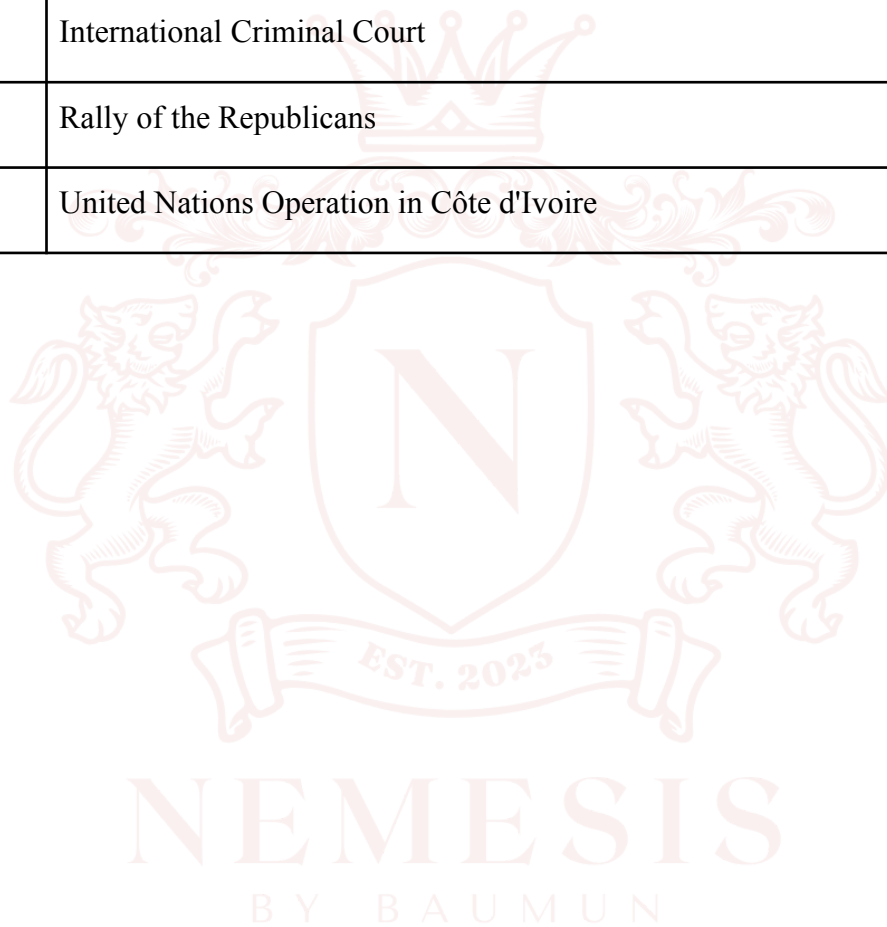 International Criminal Court
Rally of the Republicans
United Nations Operation in Côte d'Ivoire
N
EST. 2023
NEMESIS
BY BAUMUN